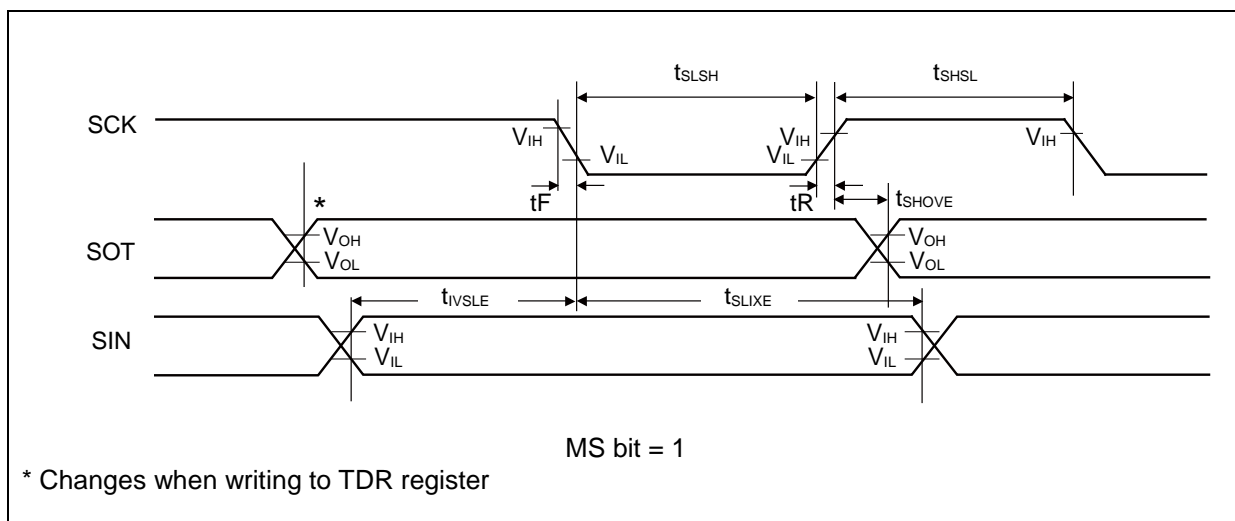 tSLSH tSHSL
SCK
VIH VIL VIH VIL VIH
tF tR tSHOVE
*
SOT
VOH VOL VOH VOL
tIVSLE tSLIXE
SIN
VIH VIL VIH VIL
MS bit = 1
* Changes when writing to TDR register